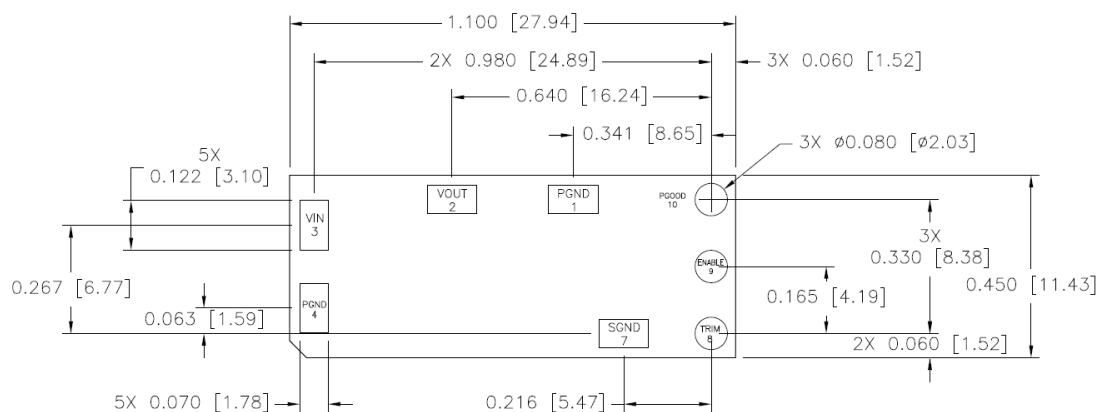 1.100 [27.94]
2X 0.980 [24.89]
3X 0.060 [1.52]
0.640 [16.24]
0.341 [8.65]
3X ø0.080 [ø2.03]
5X
0.122 [3.10]
VOUT
2
PGND
1
PGOOD
10
VIN
3
3X
0.330 [8.38]
ENABLE
9
0.450 [11.43]
0.267 [6.77]
0.165 [4.19]
PGND
4
0.063 [1.59]
SGND
7
TRIM
8
2X 0.060 [1.52]
5X 0.070 [1.78]
0.216 [5.47]